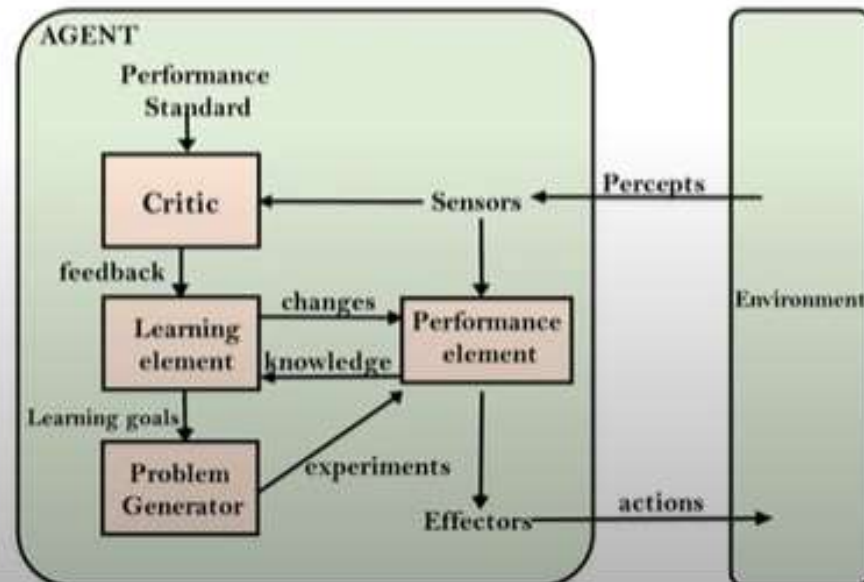 AGENT
Performance
Standard
Critic
Sensors
Percepts
feedback
changes
Environment
Learning
element
Performance
element
knowledge
Learning goals
experiments
Problem
Generator
Effectors
actions